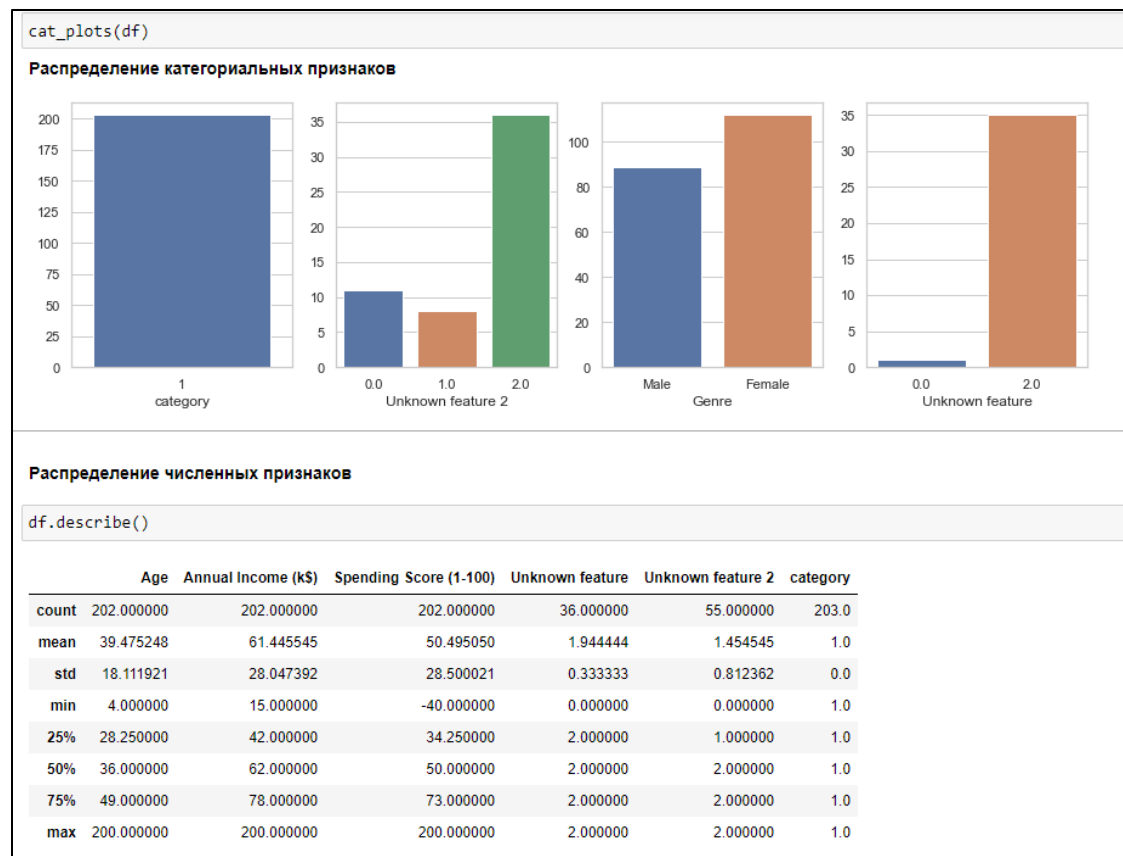 cat_plots(df)
Распределение категориальных признаков
200
175
150
125
100
75
50
25
0
1
category
35
30
25
20
15
10
5
0
0.0 1.0 2.0
Unknown feature 2
100
80
60
40
20
0
Male Female
Genre
35
30
25
20
15
10
5
0
0.0 2.0
Unknown feature
Распределение численных признаков
df.describe()
Age Annual Income (k$) Spending Score (1-100) Unknown feature Unknown feature 2 category
count 202.000000 202.000000 202.000000 36.000000 55.000000 203.0
mean 39.475248 61.445545 50.495050 1.944444 1.454545 1.0
std 18.111921 28.047392 28.500021 0.333333 0.812362 0.0
min 4.000000 15.000000 -40.000000 0.000000 0.000000 1.0
25% 28.250000 42.000000 34.250000 2.000000 1.000000 1.0
50% 36.000000 62.000000 50.000000 2.000000 2.000000 1.0
75% 49.000000 78.000000 73.000000 2.000000 2.000000 1.0
max 200.000000 200.000000 200.000000 2.000000 2.000000 1.0